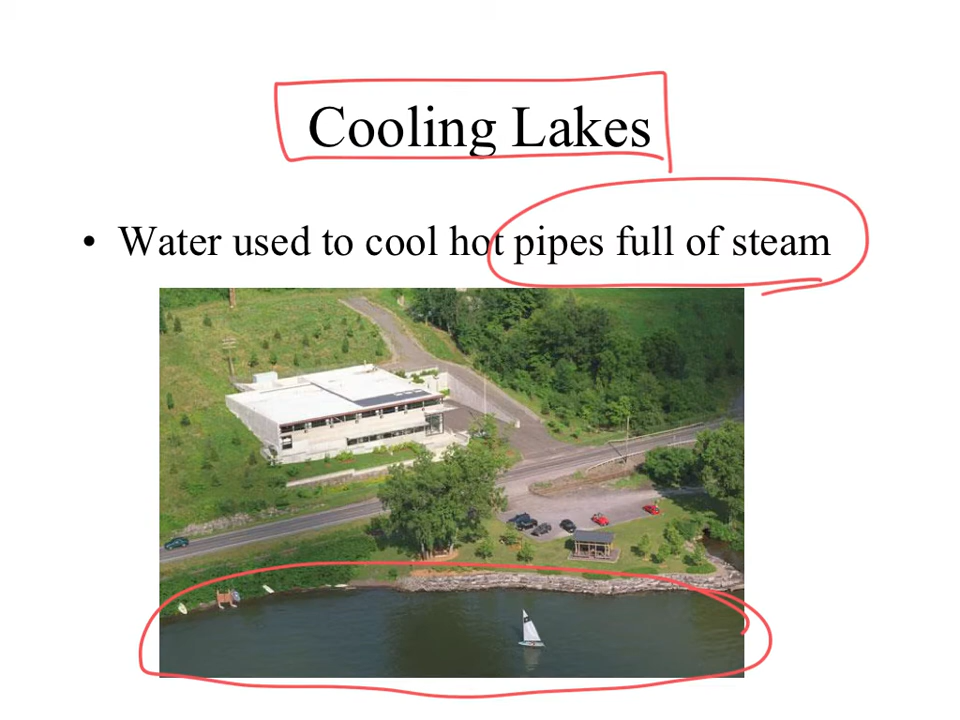 Cooling Lakes
• Water used to cool hot pipes full of steam